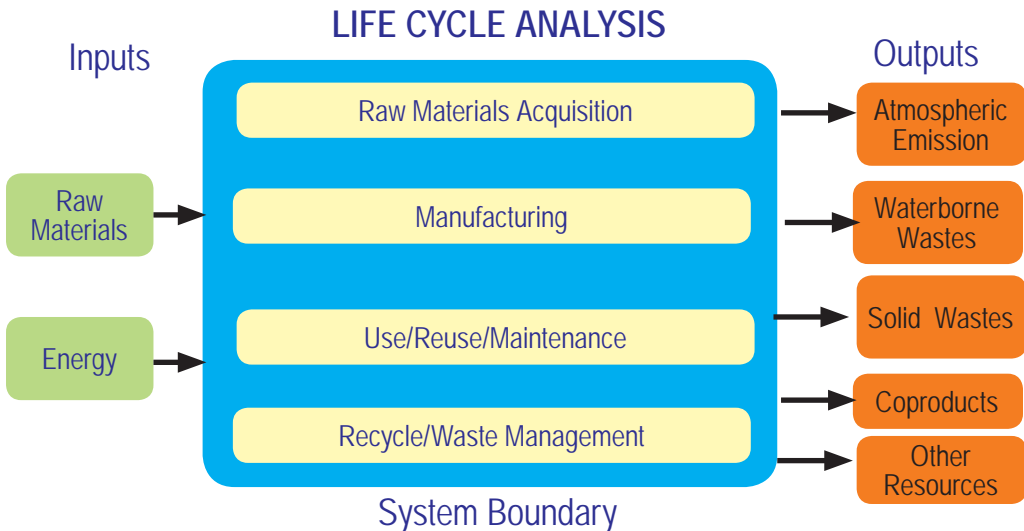 LIFE CYCLE ANALYSIS
Inputs
Outputs
Raw Materials Acquisition
Atmospheric
Emission
Raw
Materials
Manufacturing
Waterborne
Wastes
Use/Reuse/Maintenance
Solid Wastes
Energy
Coproducts
Recycle/Waste Management
Other
Resources
System Boundary